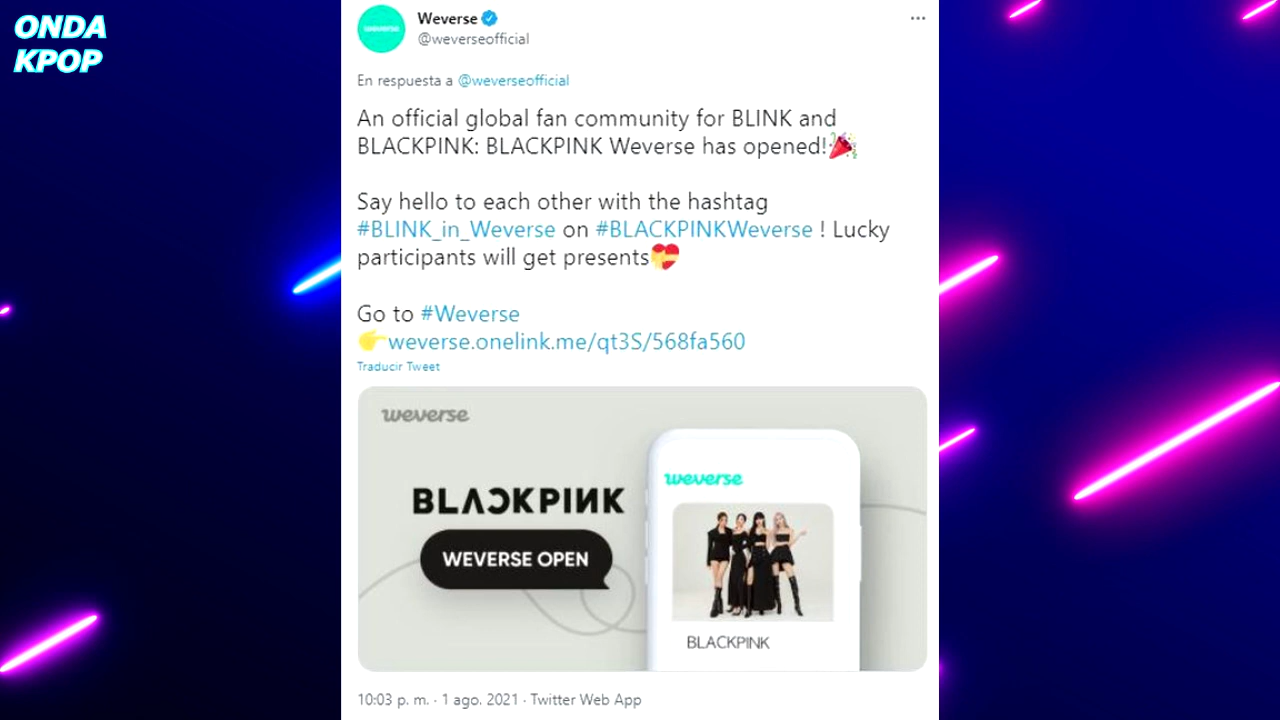 ONDA
KPOP
weverse
Weverse
@weverseofficial
En respuesta a @weverseofficial
An official global fan community for BLINK and
BLACKPINK: BLACKPINK Weverse has opened!🎉
Say hello to each other with the hashtag
#BLINK_in_Weverse on #BLACKPINKWeverse ! Lucky
participants will get presents💝
Go to #Weverse
👉weverse.onelink.me/qt3S/568fa560
Traducir Tweet
weverse
BLACKPINK
WEVERSE OPEN
weverse
BLACKPINK
10:03 p. m. · 1 ago. 2021 · Twitter Web App